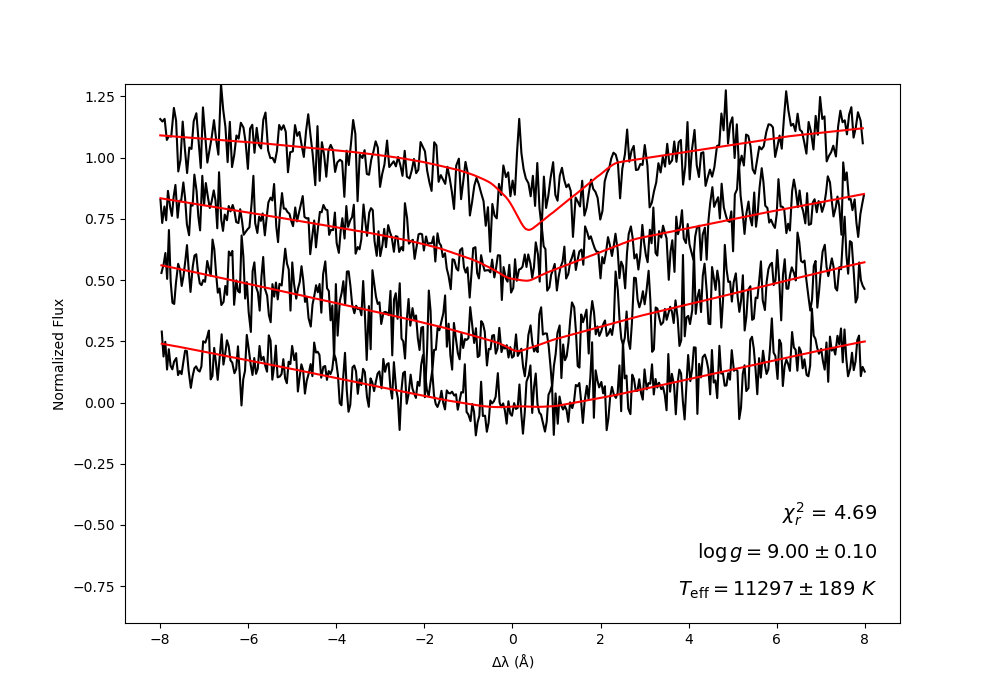 1.25
1.00
0.75
0.50
0.25
0.00
−0.25
−0.50
−0.75
Normalized Flux
χ²ᵣ = 4.69
log g = 9.00 ± 0.10
T_eff = 11297 ± 189 K
−8 −6 −4 −2 0 2 4 6 8
Δλ (Å)